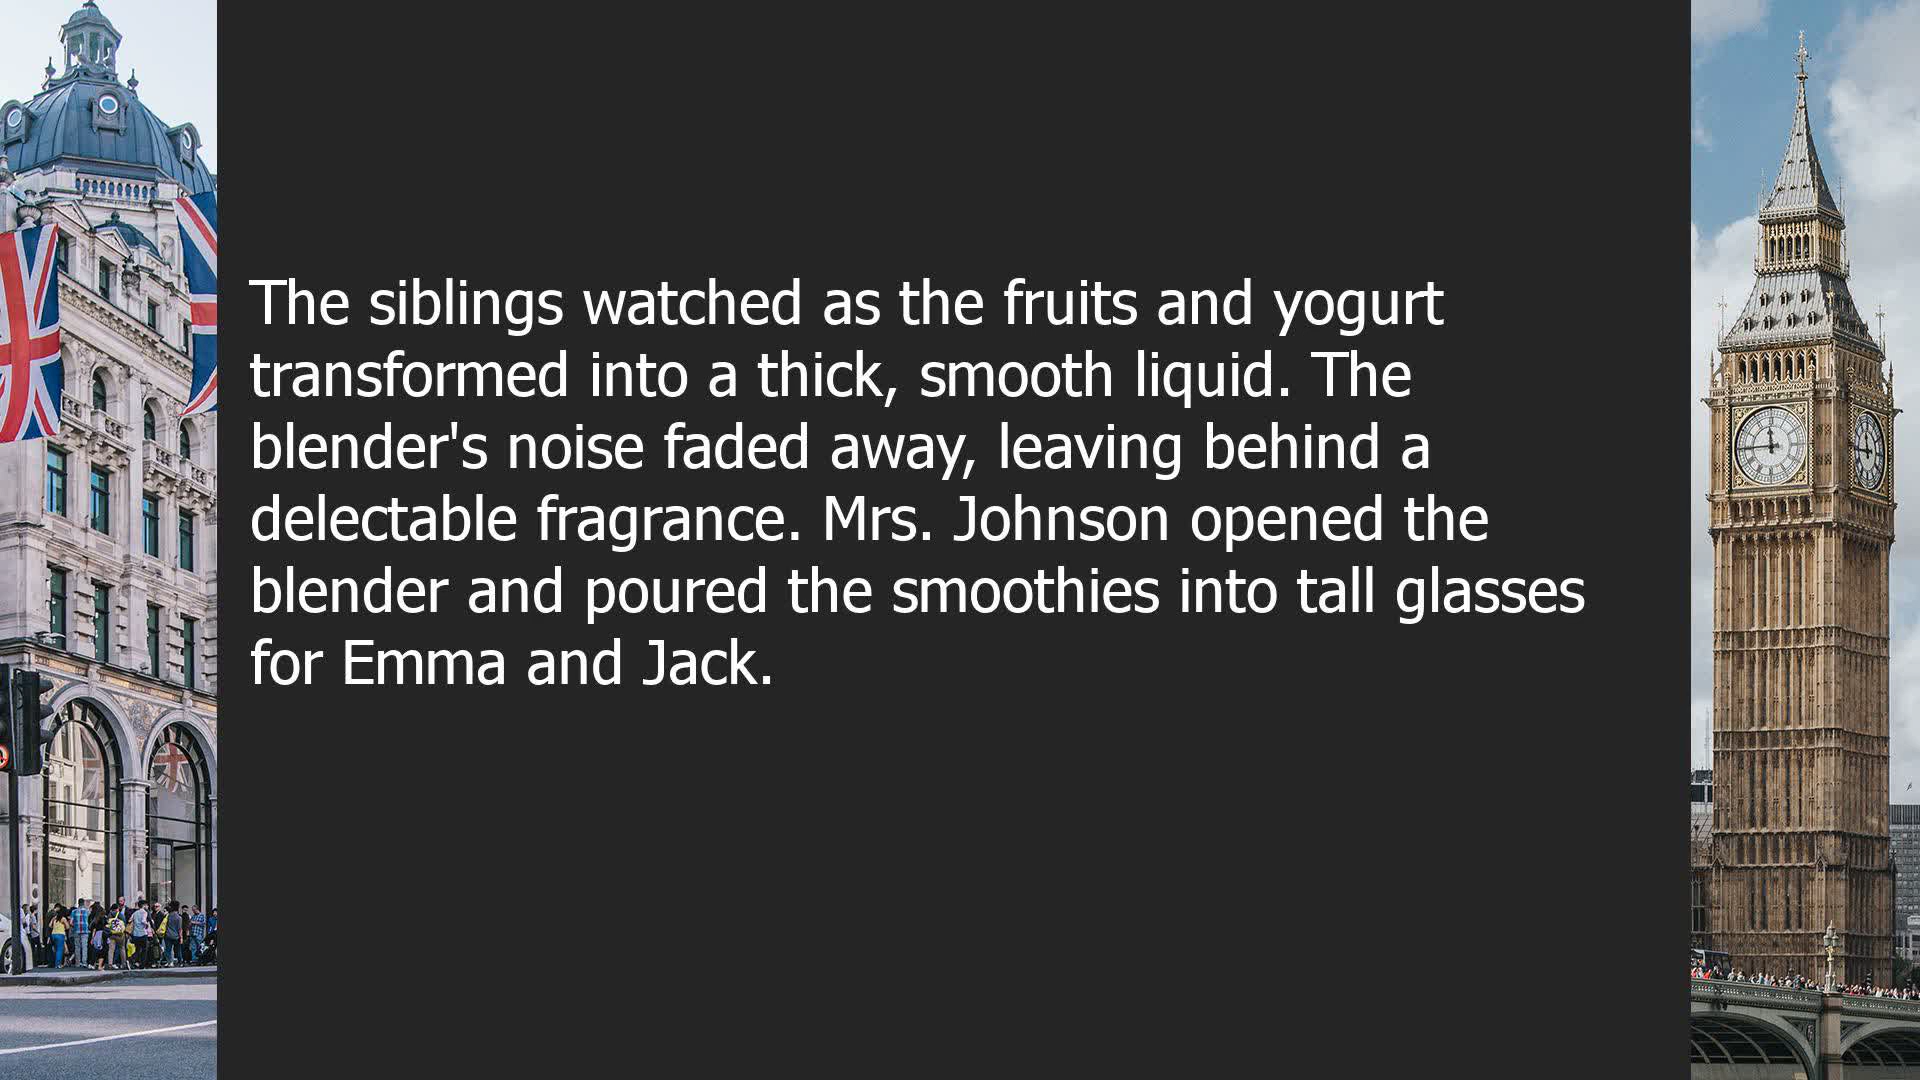 The siblings watched as the fruits and yogurt
transformed into a thick, smooth liquid. The
blender's noise faded away, leaving behind a
delectable fragrance. Mrs. Johnson opened the
blender and poured the smoothies into tall glasses
for Emma and Jack.